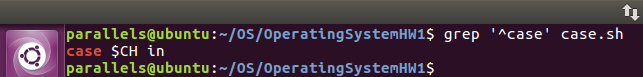 parallels@ubuntu:~/OS/OperatingSystemHW1$ grep '^case' case.sh
case $CH in
parallels@ubuntu:~/OS/OperatingSystemHW1$